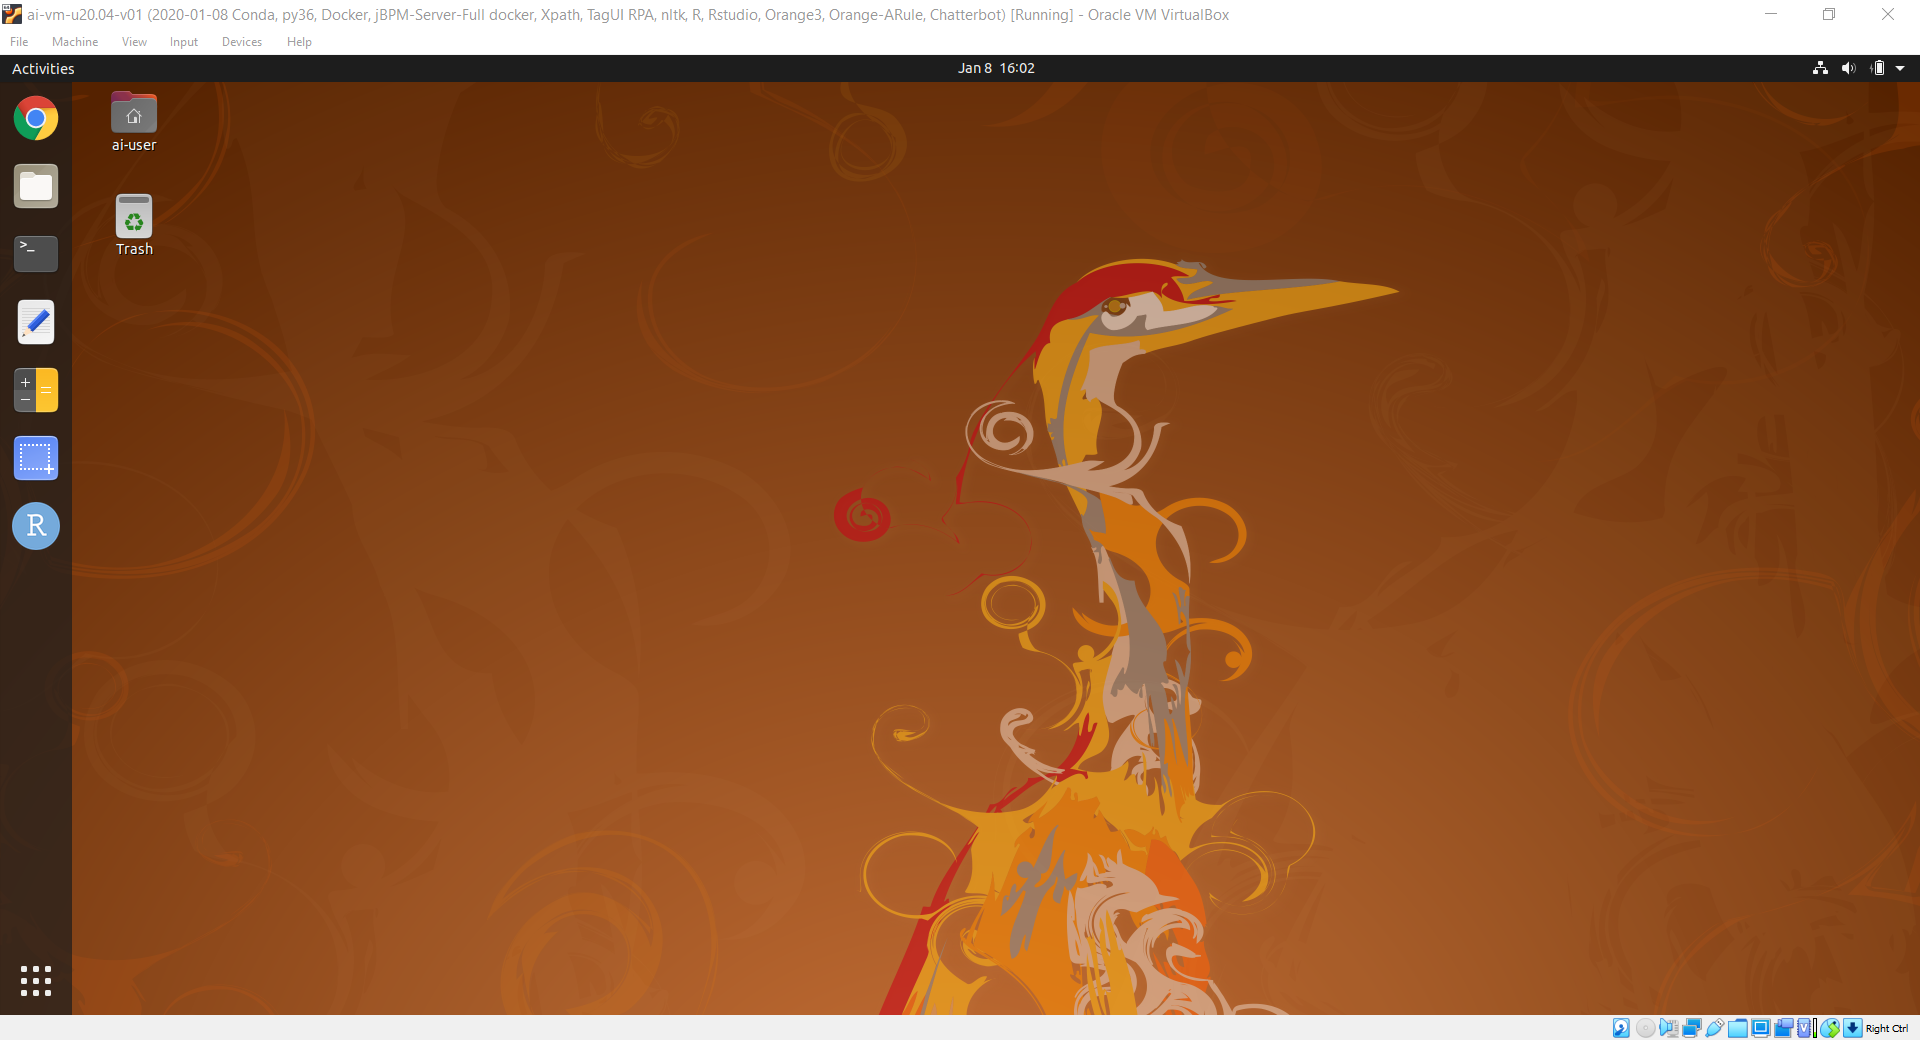 ai-vm-u20.04-v01 (2020-01-08 Conda, py36, Docker, jBPM-Server-Full docker, Xpath, TagUI RPA, nltk, R, Rstudio, Orange3, Orange-ARule, Chatterbot) [Running] - Oracle VM VirtualBox
File Machine View Input Devices Help
Activities Jan 8 16:02
ai-user
Trash
R
Right Ctrl